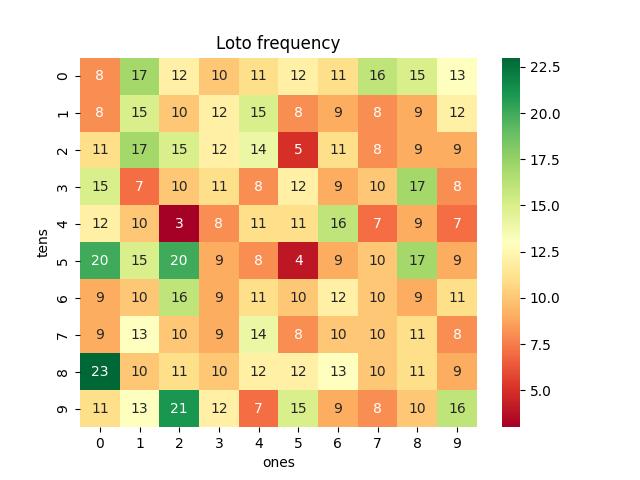 Loto frequency
0 8 17 12 10 11 12 11 16 15 13
1 8 15 10 12 15 8 9 8 9 12
2 11 17 15 12 14 5 11 8 9 9
3 15 7 10 11 8 12 9 10 17 8
4 12 10 3 8 11 11 16 7 9 7
5 20 15 20 9 8 4 9 10 17 9
6 9 10 16 9 11 10 12 10 9 11
7 9 13 10 9 14 8 10 10 11 8
8 23 10 11 10 12 12 13 10 11 9
9 11 13 21 12 7 15 9 8 10 16
tens
0 1 2 3 4 5 6 7 8 9
ones
22.5
20.0
17.5
15.0
12.5
10.0
7.5
5.0